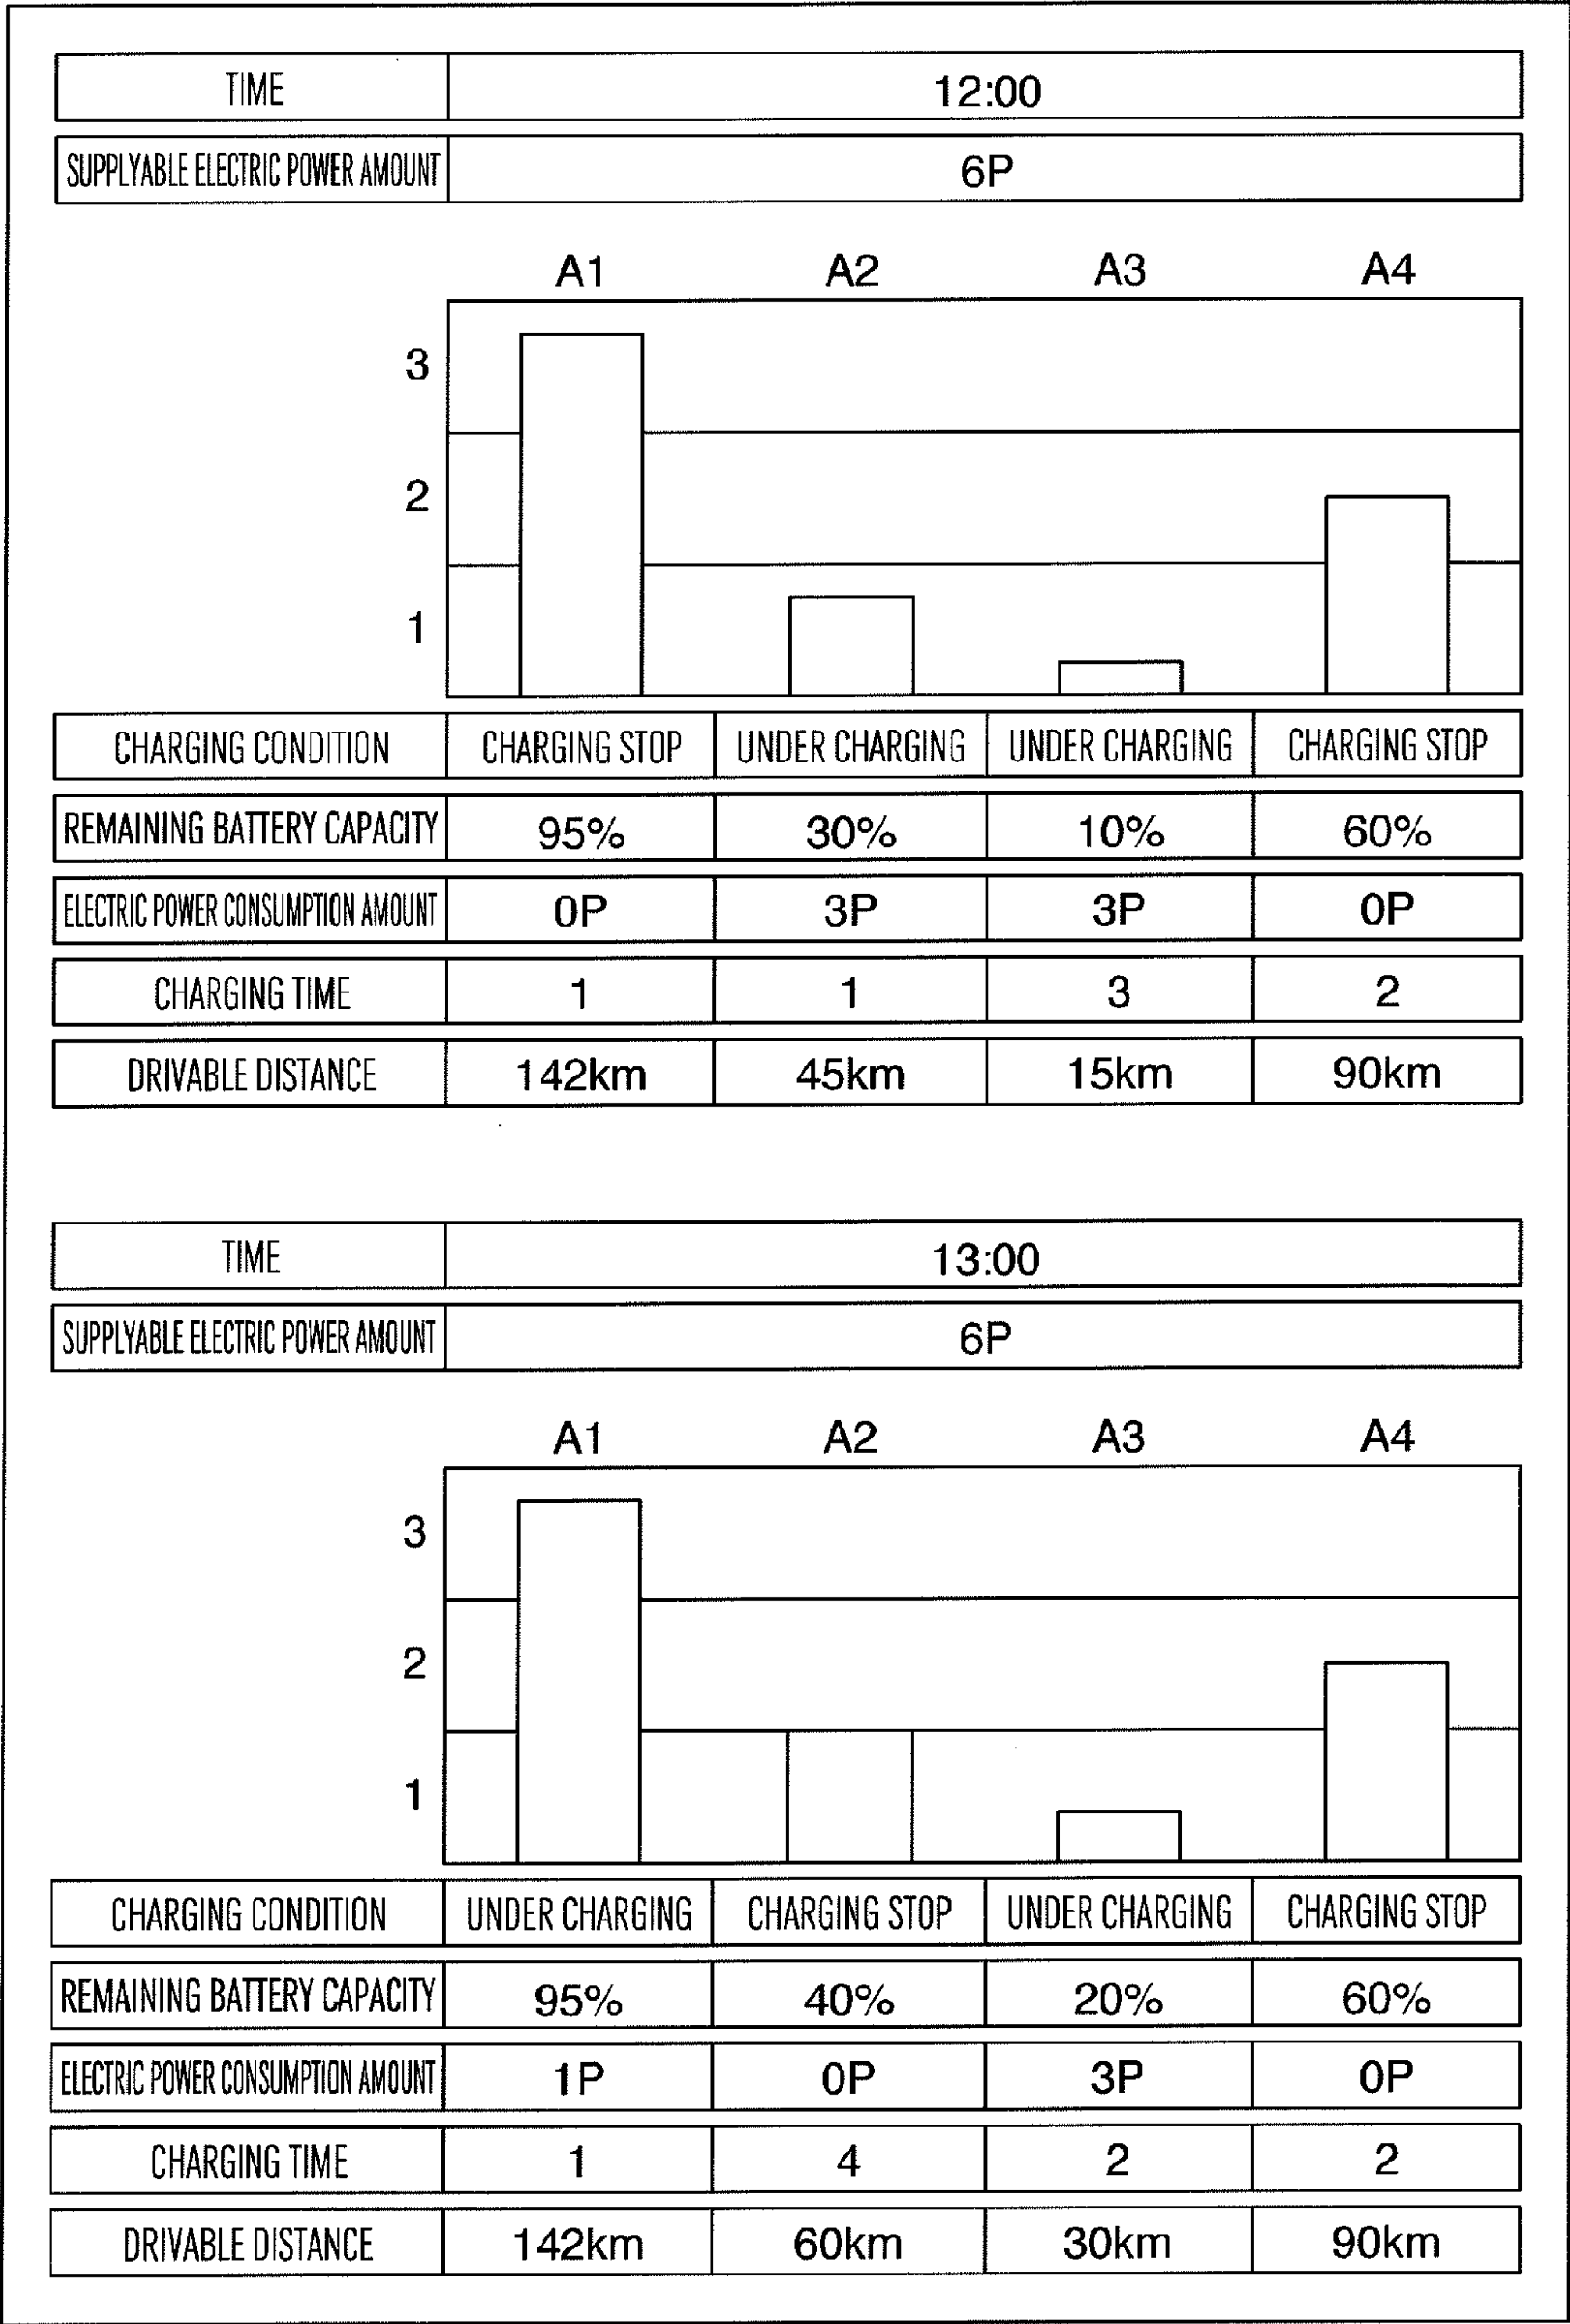 TIME 12:00
SUPPLYABLE ELECTRIC POWER AMOUNT 6P
A1 A2 A3 A4
3
2
1
CHARGING CONDITION CHARGING STOP UNDER CHARGING UNDER CHARGING CHARGING STOP
REMAINING BATTERY CAPACITY 95% 30% 10% 60%
ELECTRIC POWER CONSUMPTION AMOUNT 0P 3P 3P 0P
CHARGING TIME 1 1 3 2
DRIVABLE DISTANCE 142km 45km 15km 90km
TIME 13:00
SUPPLYABLE ELECTRIC POWER AMOUNT 6P
A1 A2 A3 A4
3
2
1
CHARGING CONDITION UNDER CHARGING CHARGING STOP UNDER CHARGING CHARGING STOP
REMAINING BATTERY CAPACITY 95% 40% 20% 60%
ELECTRIC POWER CONSUMPTION AMOUNT 1P 0P 3P 0P
CHARGING TIME 1 4 2 2
DRIVABLE DISTANCE 142km 60km 30km 90km